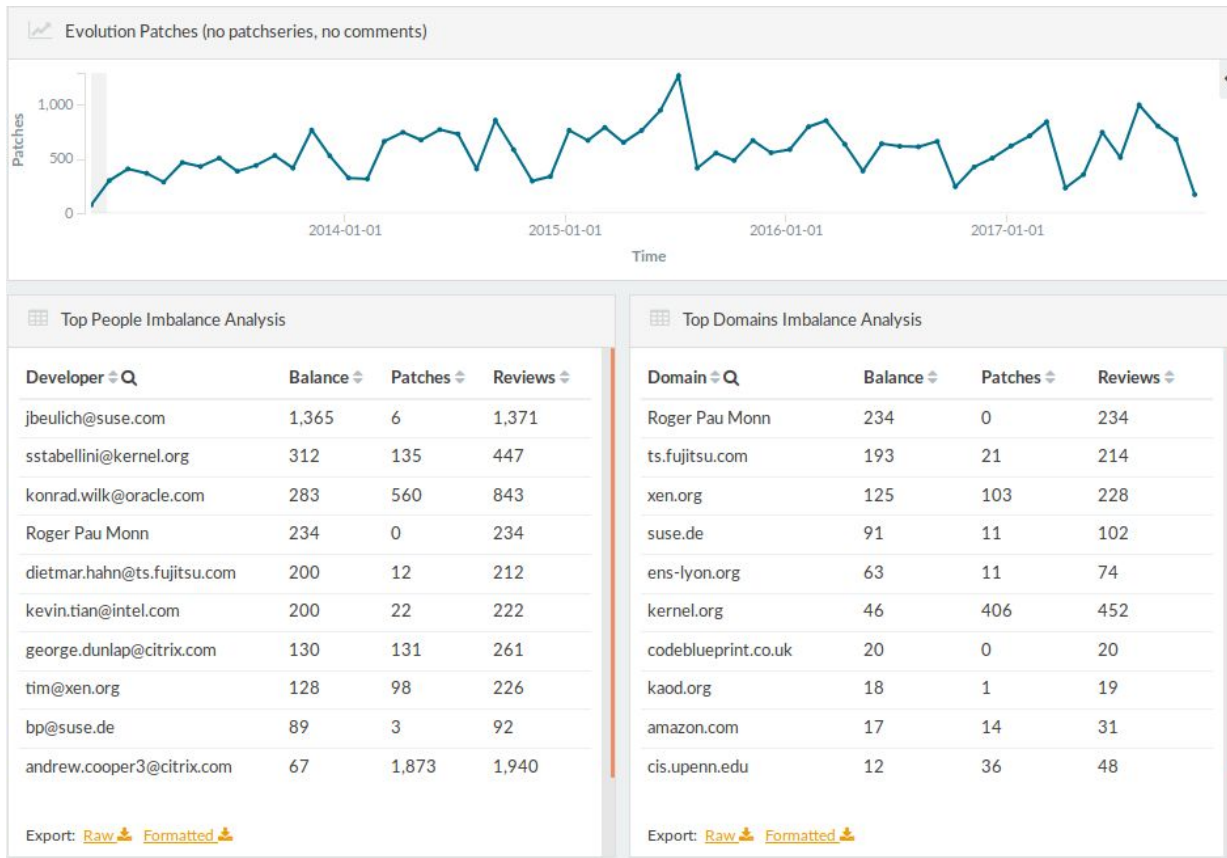 Evolution Patches (no patchseries, no comments)
1,000
500
0
Patches
2014-01-01 2015-01-01 2016-01-01 2017-01-01
Time
Top People Imbalance Analysis
Developer Balance Patches Reviews
jbeulich@suse.com 1,365 6 1,371
sstabellini@kernel.org 312 135 447
konrad.wilk@oracle.com 283 560 843
Roger Pau Monn 234 0 234
dietmar.hahn@ts.fujitsu.com 200 12 212
kevin.tian@intel.com 200 22 222
george.dunlap@citrix.com 130 131 261
tim@xen.org 128 98 226
bp@suse.de 89 3 92
andrew.cooper3@citrix.com 67 1,873 1,940
Export: Raw Formatted
Top Domains Imbalance Analysis
Domain Balance Patches Reviews
Roger Pau Monn 234 0 234
ts.fujitsu.com 193 21 214
xen.org 125 103 228
suse.de 91 11 102
ens-lyon.org 63 11 74
kernel.org 46 406 452
codeblueprint.co.uk 20 0 20
kaod.org 18 1 19
amazon.com 17 14 31
cis.upenn.edu 12 36 48
Export: Raw Formatted